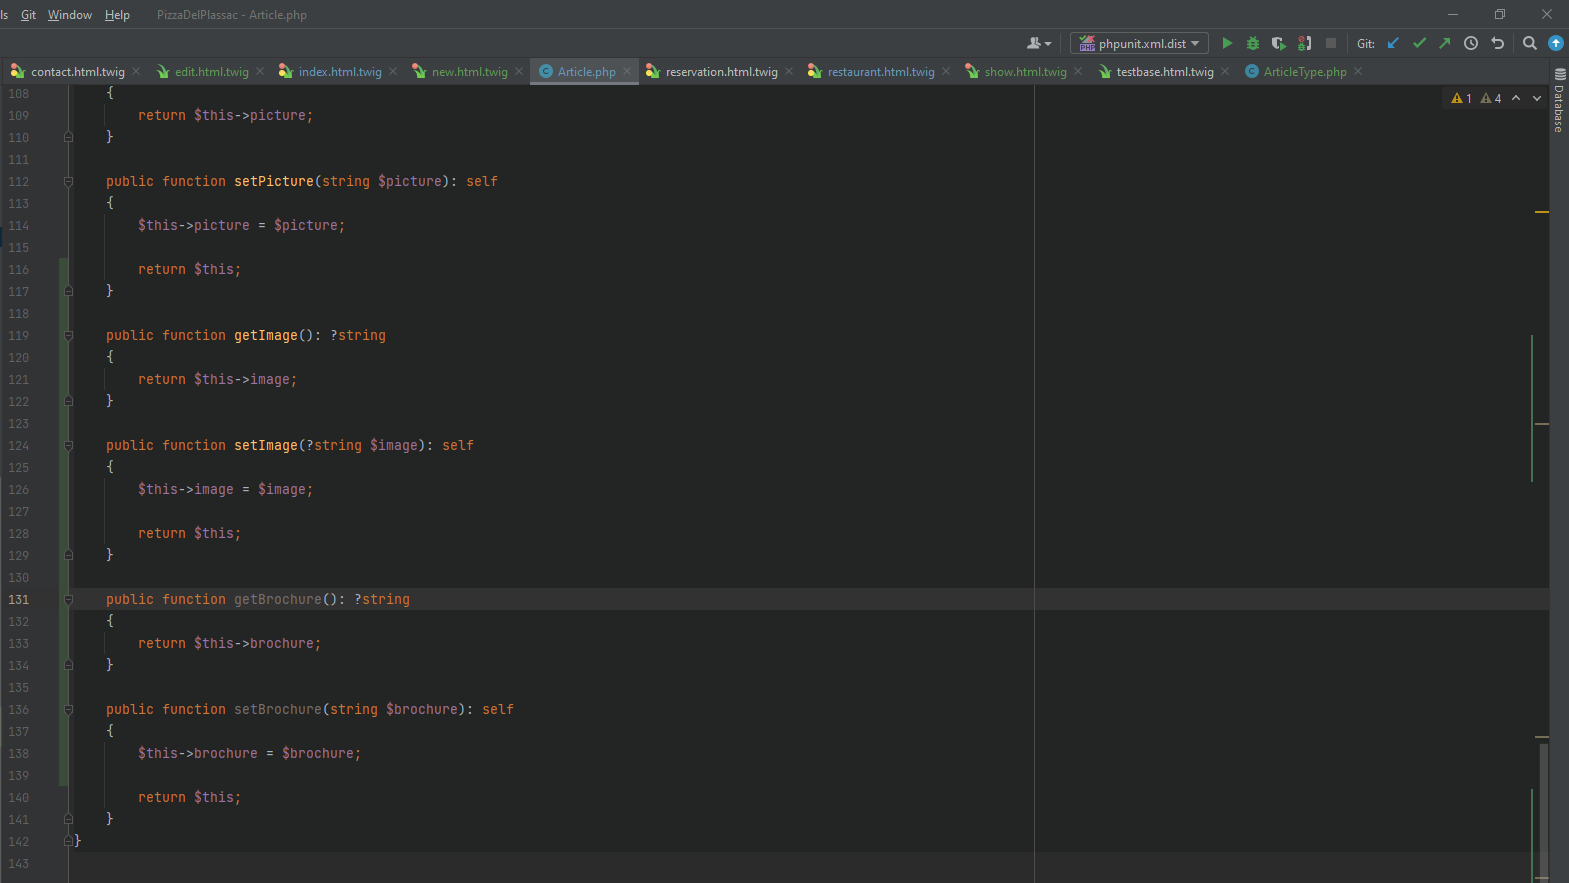 ls Git Window Help PizzaDelPlassac - Article.php
phpunit.xml.dist Git:
contact.html.twig edit.html.twig index.html.twig new.html.twig Article.php reservation.html.twig restaurant.html.twig show.html.twig testbase.html.twig ArticleType.php
1 4
Database
108 {
109 return $this->picture;
110 }
111
112 public function setPicture(string $picture): self
113 {
114 $this->picture = $picture;
115
116 return $this;
117 }
118
119 public function getImage(): ?string
120 {
121 return $this->image;
122 }
123
124 public function setImage(?string $image): self
125 {
126 $this->image = $image;
127
128 return $this;
129 }
130
131 public function getBrochure(): ?string
132 {
133 return $this->brochure;
134 }
135
136 public function setBrochure(string $brochure): self
137 {
138 $this->brochure = $brochure;
139
140 return $this;
141 }
142 }
143